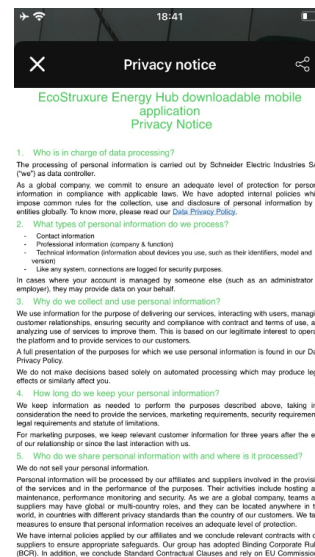 18:41
Privacy notice
EcoStruxure Energy Hub downloadable mobile
application
Privacy Notice
1. Who is in charge of data processing?
The processing of personal information is carried out by Schneider Electric Industries SA
("we") as data controller.
As a global company, we commit to ensure an adequate level of protection for person
information in compliance with applicable laws. We have adopted internal policies whi
impose common rules for the collection, use and disclosure of personal information by
entities globally. To know more, please read our Data Privacy Policy.
2. What types of personal information do we process?
- Contact information
- Professional information (company & function)
- Technical information (information about devices you use, such as their identifiers, model and
version)
- Like any system, connections are logged for security purposes.
In cases where your account is managed by someone else (such as an administrator
employer), they may provide data on your behalf.
3. Why do we collect and use personal information?
We use information for the purpose of delivering our services, interacting with users, managi
customer relationships, ensuring security and compliance with contract and terms of use, a
analyzing use of services to improve them. This is based on our legitimate interest to opera
the platform and to provide services to our customers.
A full presentation of the purposes for which we use personal information is found in our Da
Privacy Policy.
We do not make decisions based solely on automated processing which may produce leg
effects or similarly affect you.
4. How long do we keep your personal information?
We keep information as needed to perform the purposes described above, taking in
consideration the need to provide the services, marketing requirements, security requiremen
legal requirements and statute of limitations.
For marketing purposes, we keep relevant customer information for three years after the e
of our relationship or since the last interaction with us.
5. Who do we share personal information with and where is it processed?
We do not sell your personal information.
Personal information will be processed by our affiliates and suppliers involved in the provisi
of the services and in the performance of the purposes. Their activities include hosting a
maintenance, performance monitoring and security. As we are a global company, teams a
suppliers may have global or multi-country roles, and they can be located anywhere in t
world, in countries with different privacy standards than the country of our customers. We ta
measures to ensure that personal information receives an adequate level of protection.
We have internal policies applied by our affiliates and we conclude relevant contracts with o
suppliers to ensure appropriate safeguards. Our group has adopted Binding Corporate Rul
(BCR). In addition, we conclude Standard Contractual Clauses and rely on EU Commission